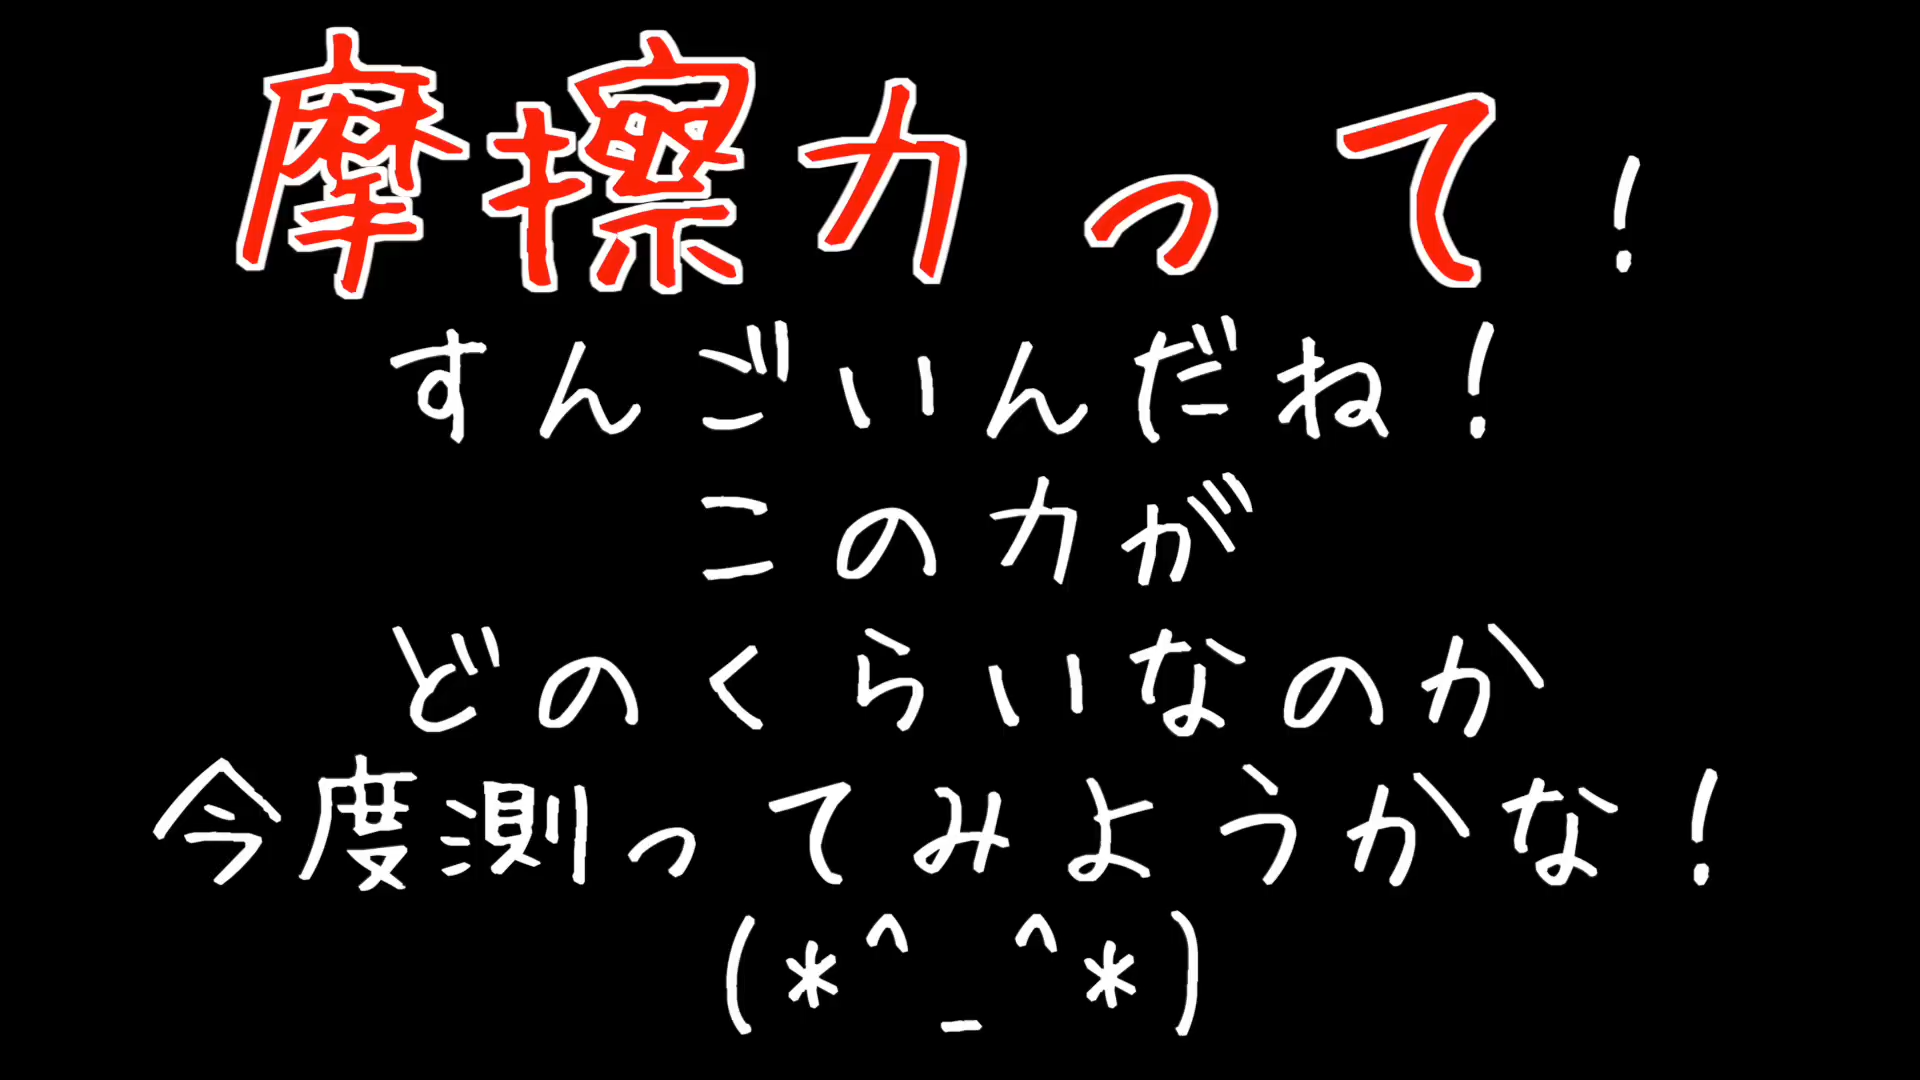 摩擦力って!
すんごいんだね!
この力が
どのくらいなのか
今度測ってみようかな!
(*^_^*)